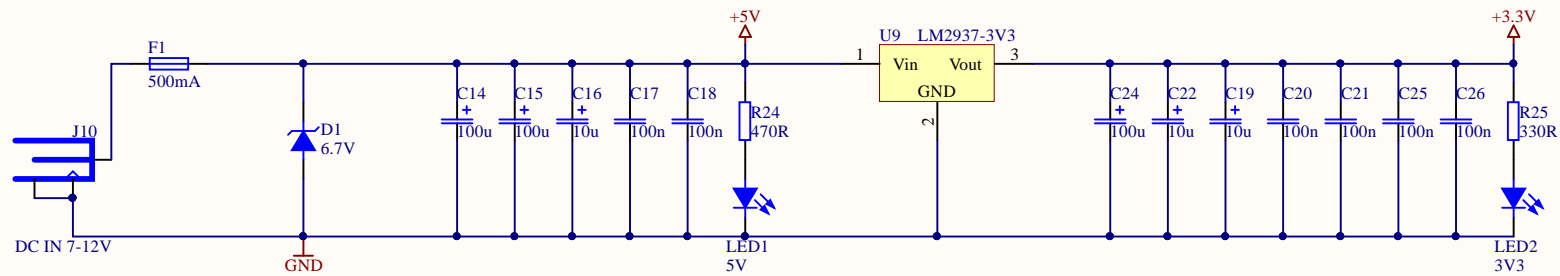 +5V
+3.3V
F1
500mA
U9 LM2937-3V3
1
Vin
Vout
3
GND
2
C14
100u
C15
100u
C16
10u
C17
100n
C18
100n
R24
470R
C24
100u
C22
10u
C19
10u
C20
100n
C21
100n
C25
100n
C26
100n
R25
330R
J10
D1
6.7V
DC IN 7-12V
GND
LED1
5V
LED2
3V3